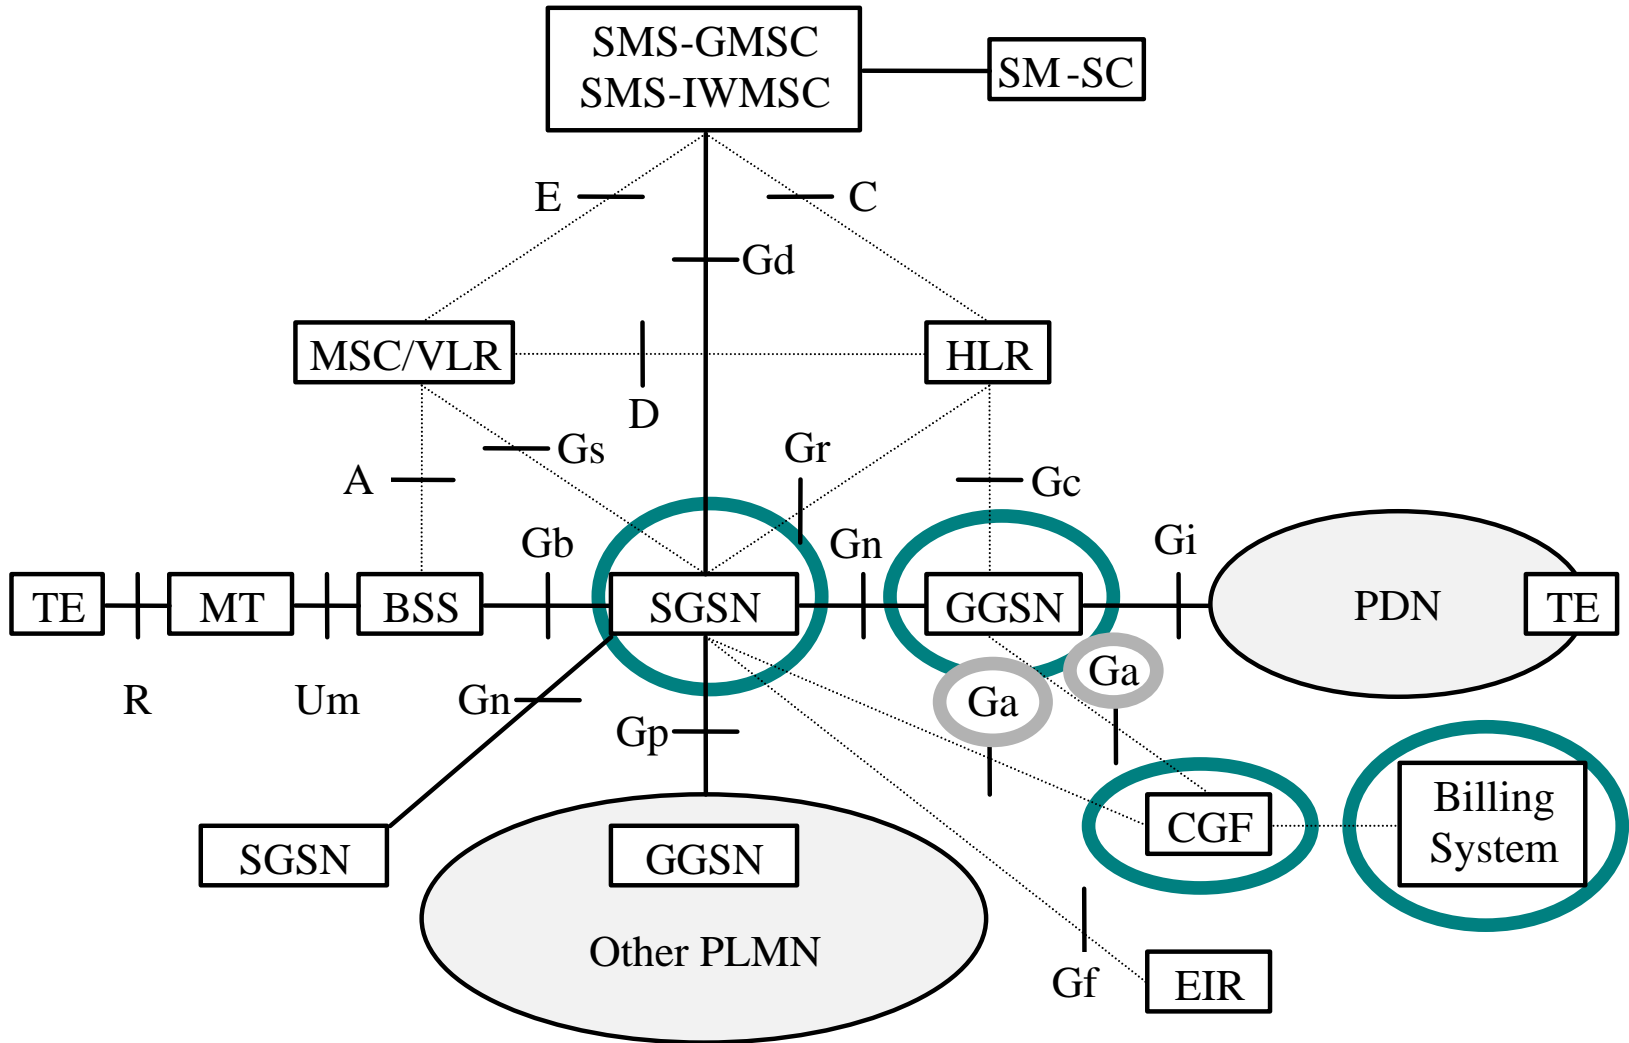 SMS-GMSC
SMS-IWMSC
SM -SC
E
C
Gd
MSC/VLR
HLR
D
Gs
Gr
A
Gc
Gb
Gn
Gi
TE
MT
BSS
SGSN
GGSN
PDN
TE
R
Um
Gn
Gp
Ga
Ga
SGSN
GGSN
CGF
Billing
System
Other PLMN
Gf
EIR